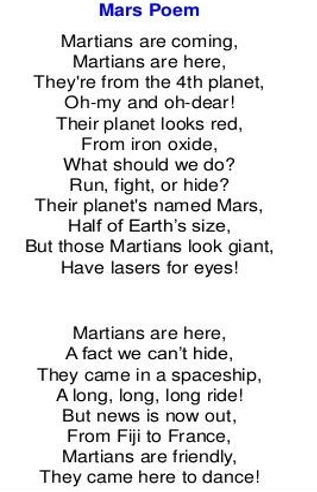 Mars Poem
Martians are coming,
Martians are here,
They're from the 4th planet,
Oh-my and oh-dear!
Their planet looks red,
From iron oxide,
What should we do?
Run, fight, or hide?
Their planet's named Mars,
Half of Earth’s size,
But those Martians look giant,
Have lasers for eyes!
Martians are here,
A fact we can’t hide,
They came in a spaceship,
A long, long, long ride!
But news is now out,
From Fiji to France,
Martians are friendly,
They came here to dance!